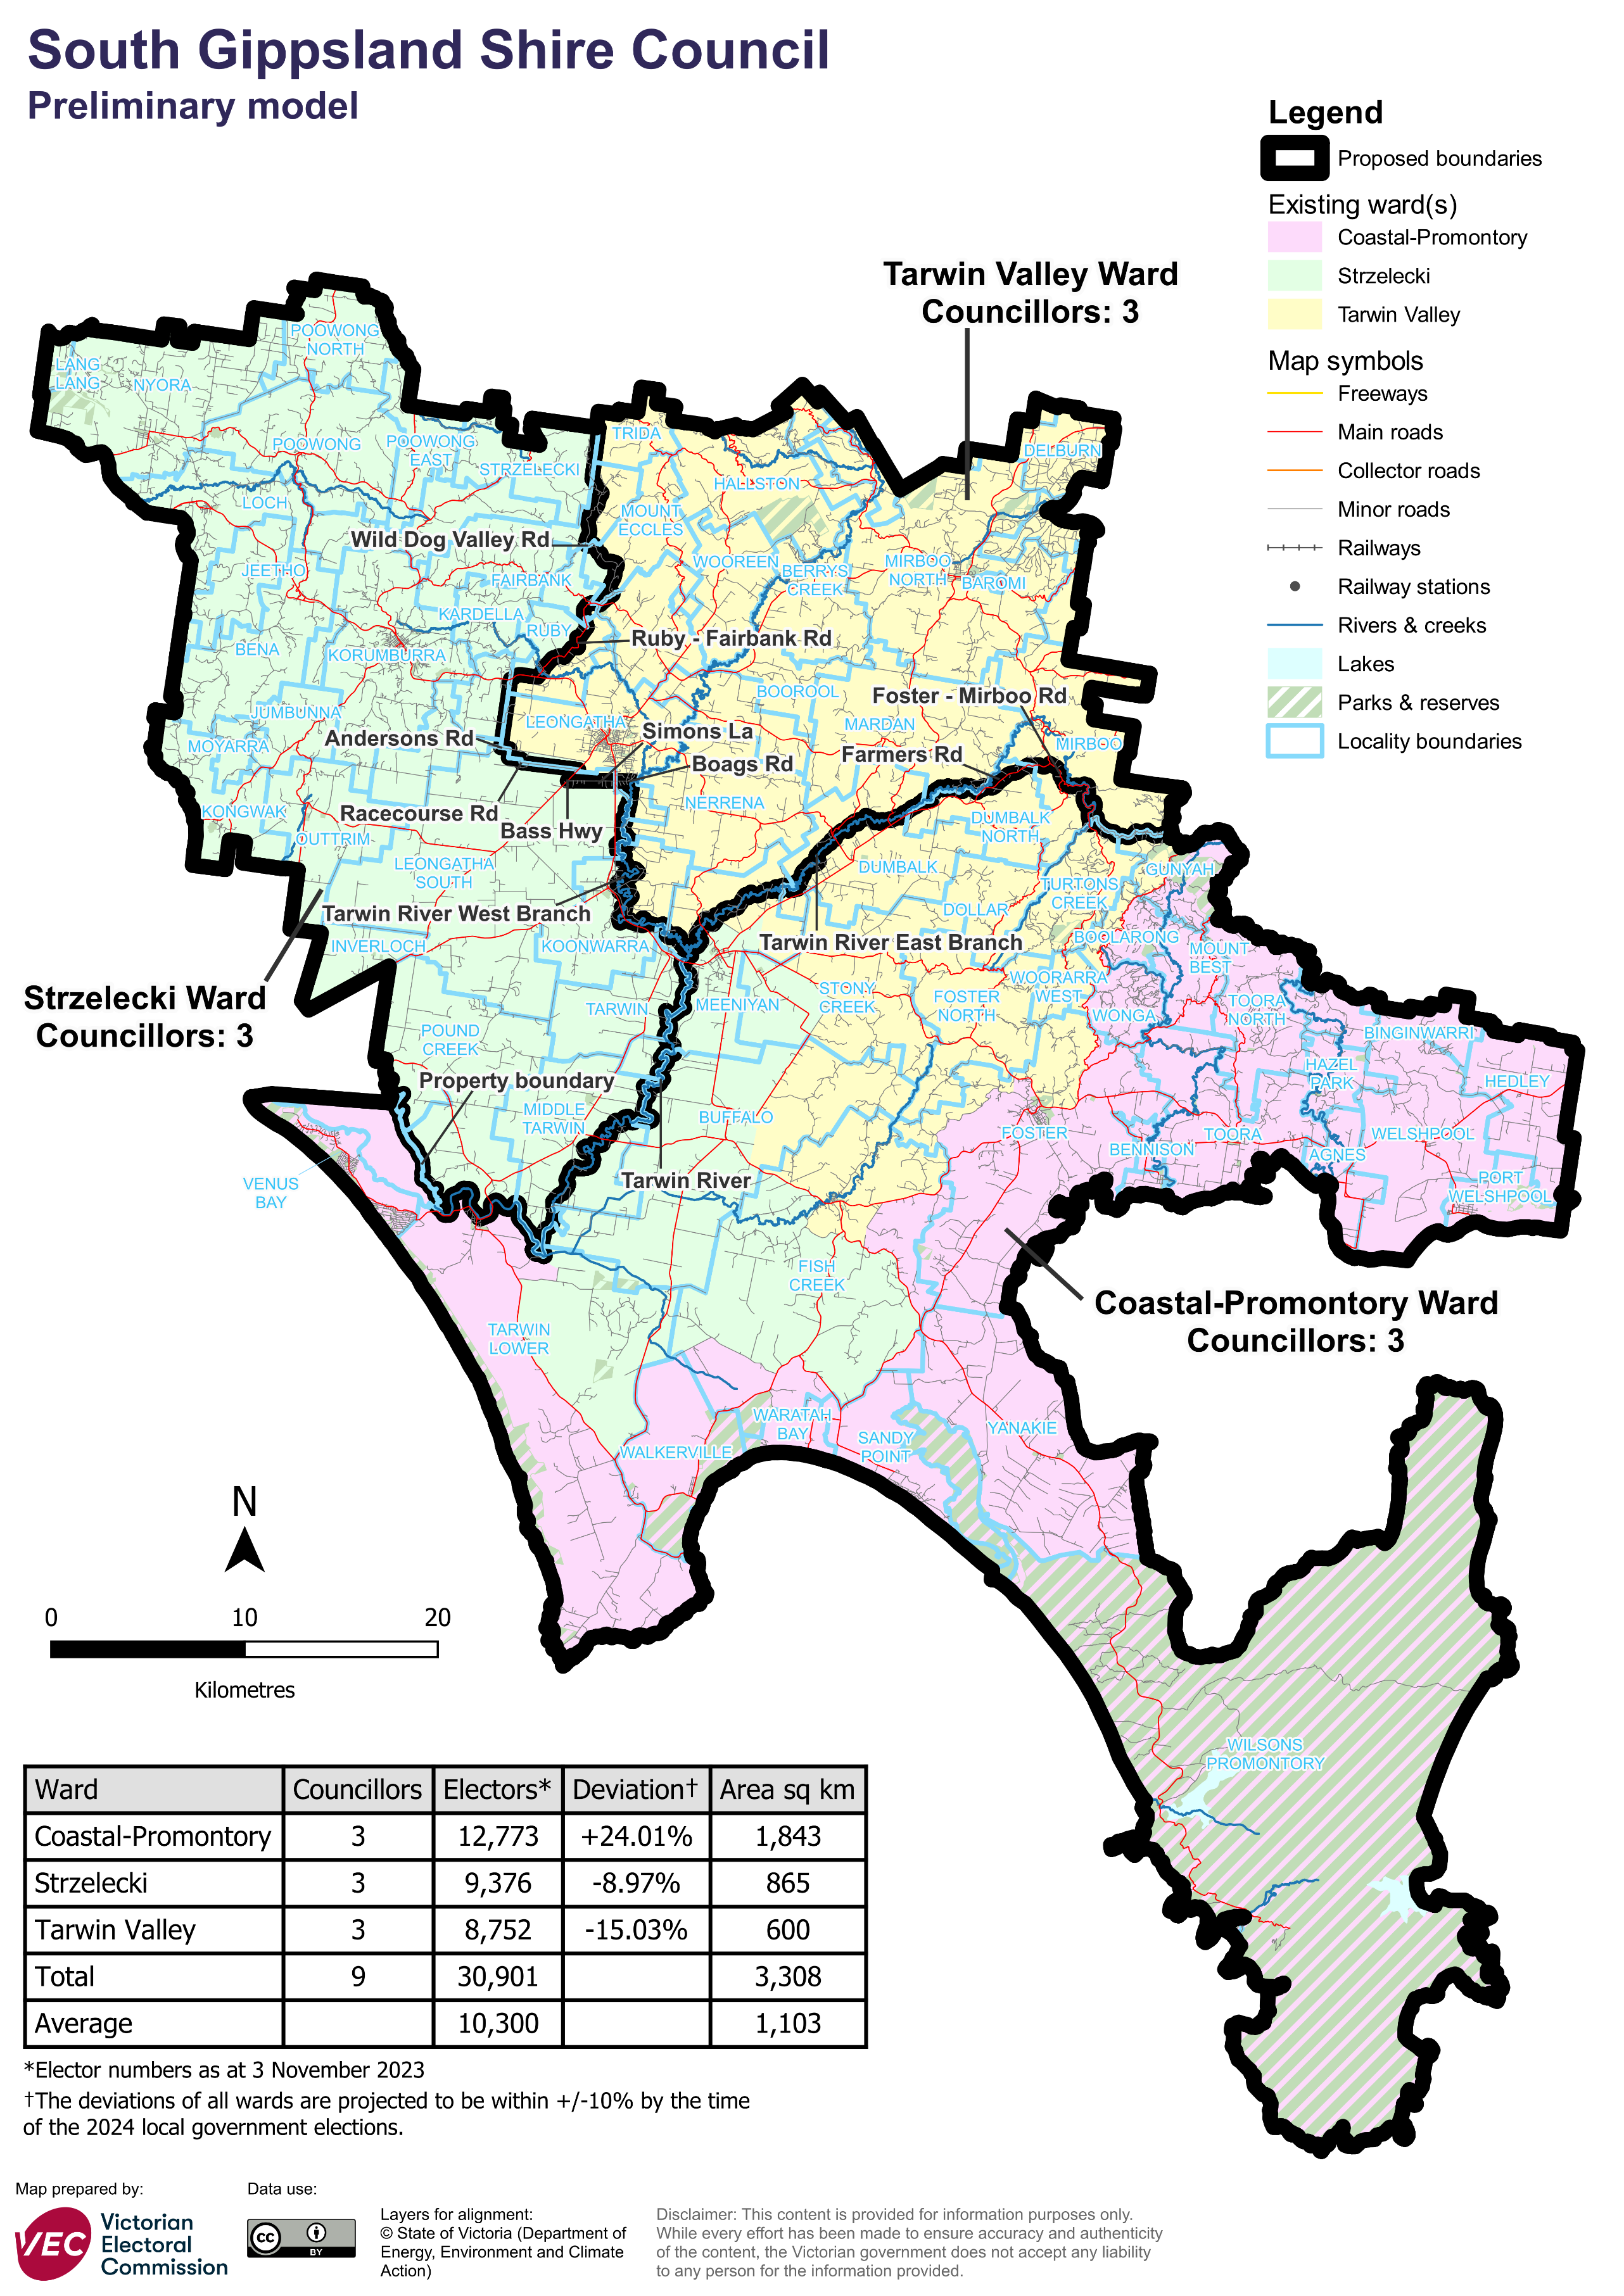 South Gippsland Shire Council
Preliminary model
Legend
Proposed boundaries
Existing ward(s)
Coastal-Promontory
Strzelecki
Tarwin Valley
Map symbols
Freeways
Main roads
Collector roads
Minor roads
Railways
Railway stations
Rivers & creeks
Lakes
Parks & reserves
Locality boundaries
Tarwin Valley Ward
Councillors: 3
POOWONG
NORTH
LANG
LANG
NYORA
POOWONG
POOWONG
EAST
STRZELECKI
TRIDA
DELBURN
HALLSTON
LOCH
MOUNT
ECCLES
Wild Dog Valley Rd
JEETHO
FAIRBANK
WOOREEN
BERRYS
CREEK
MIRBOO
NORTH
BAROMI
KARDELLA
RUBY
Ruby - Fairbank Rd
BENA
KORUMBURRA
BOOROOL
Foster - Mirboo Rd
JUMBUNNA
LEONGATHA
MARDAN
MOYARRA
Andersons Rd
Simons La
MIRBOO
Boags Rd
Farmers Rd
KONGWAK
Racecourse Rd
NERRENA
OUTTRIM
Bass Hwy
DUMBALK
NORTH
LEONGATHA
SOUTH
DUMBALK
GUNYAH
TURTONS
CREEK
Tarwin River West Branch
DOLLAR
INVERLOCH
KOONWARRA
Tarwin River East Branch
BOOLARONG
MOUNT
BEST
Strzelecki Ward
Councillors: 3
TARWIN
MEENIYAN
STONY
CREEK
FOSTER
NORTH
WOORARRA
WEST
WONGA
TOORA
NORTH
POUND
CREEK
BINGINWARRI
HAZEL
PARK
HEDLEY
Property boundary
MIDDLE
TARWIN
BUFFALO
FOSTER
BENNISON
TOORA
AGNES
WELSHPOOL
VENUS
BAY
Tarwin River
PORT
WELSHPOOL
FISH
CREEK
Coastal-Promontory Ward
Councillors: 3
TARWIN
LOWER
WARATAH
BAY
WALKERVILLE
SANDY
POINT
YANAKIE
N
0 10 20
Kilometres
WILSONS
PROMONTORY
Ward Councillors Electors* Deviation† Area sq km
Coastal-Promontory 3 12,773 +24.01% 1,843
Strzelecki 3 9,376 -8.97% 865
Tarwin Valley 3 8,752 -15.03% 600
Total 9 30,901 3,308
Average 10,300 1,103
*Elector numbers as at 3 November 2023
†The deviations of all wards are projected to be within +/-10% by the time
of the 2024 local government elections.
Map prepared by:
VEC
Victorian
Electoral
Commission
Data use:
cc
BY
Layers for alignment:
© State of Victoria (Department of
Energy, Environment and Climate
Action)
Disclaimer: This content is provided for information purposes only.
While every effort has been made to ensure accuracy and authenticity
of the content, the Victorian government does not accept any liability
to any person for the information provided.